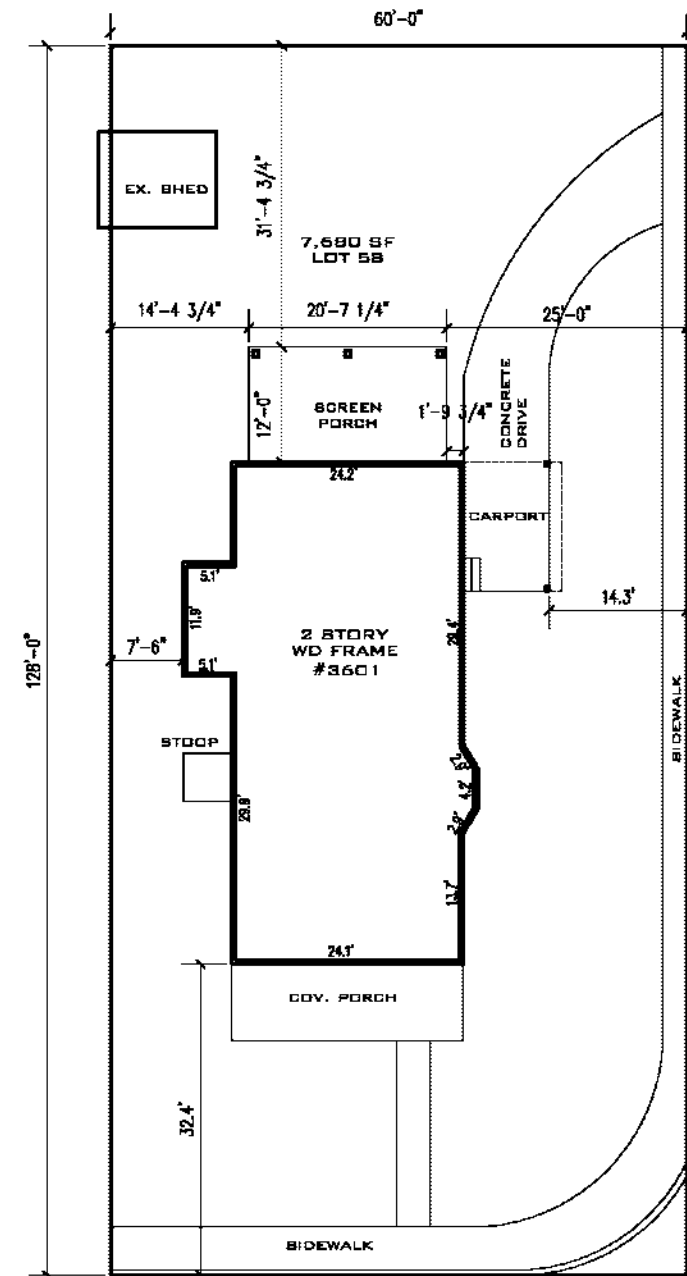 60'-0"
EX. SHED
31'-4 3/4"
7,680 SF
LOT 58
14'-4 3/4"
20'-7 1/4"
25'-0"
12'-0"
SCREEN
PORCH
1'-9 3/4"
CONCRETE
DRIVE
24.2'
CARPORT
5.1'
11.9'
14.3'
128'-0"
7'-6"
2 STORY
WD FRAME
#3601
29.4'
5.1'
SIDEWALK
STOOP
4.2'
29.8'
13.7'
24.1'
COV. PORCH
32.4'
SIDEWALK